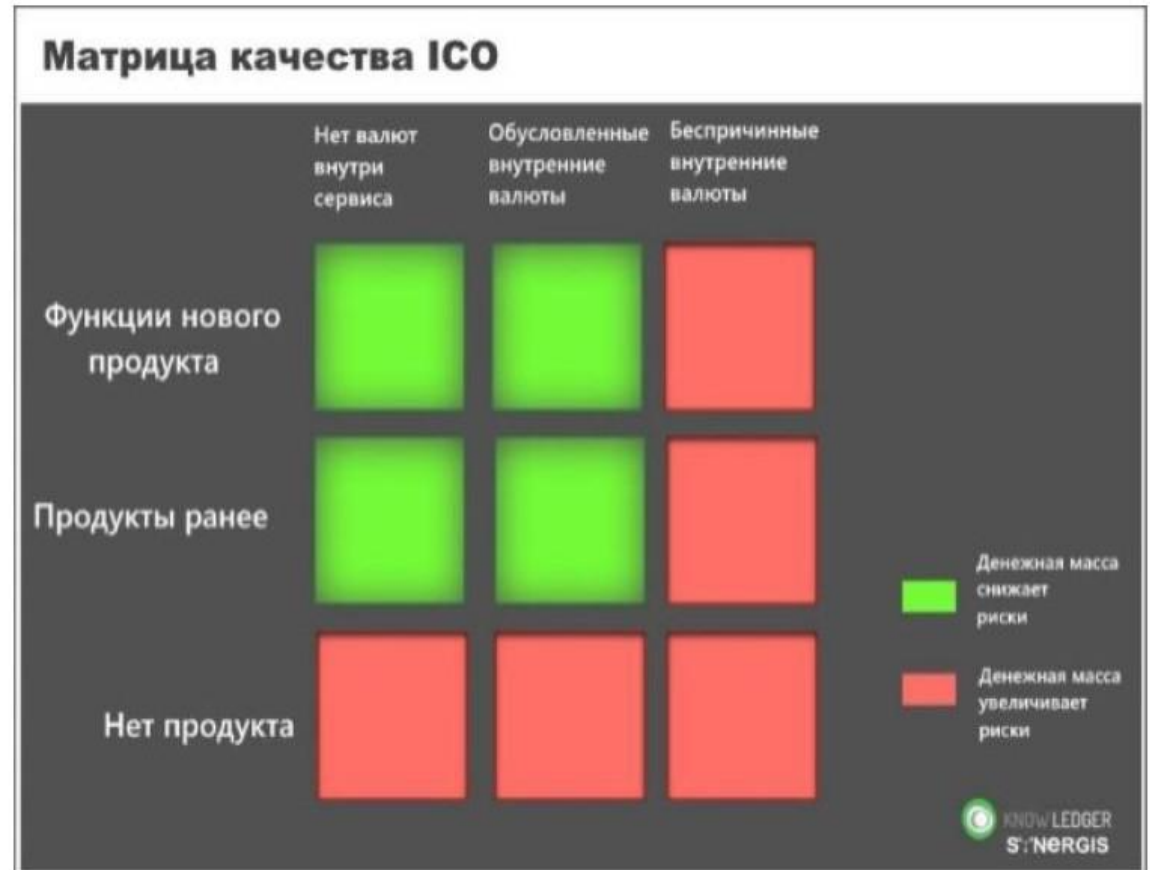 Матрица качества ICO
Нет валют
внутри
сервиса
Обусловленные
внутренние
валюты
Беспричинные
внутренние
валюты
Функции нового
продукта
Продукты ранее
Нет продукта
Денежная масса
снижает
риски
Денежная масса
увеличивает
риски
KNOWLEDGER
SYNERGIS